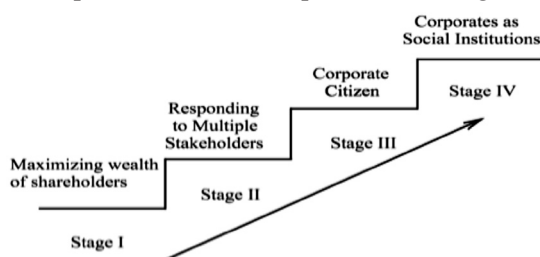 Corporates as
Social Institutions
Corporate
Citizen
Stage IV
Responding
to Multiple
Stakeholders
Stage III
Maximizing wealth
of shareholders
Stage II
Stage I